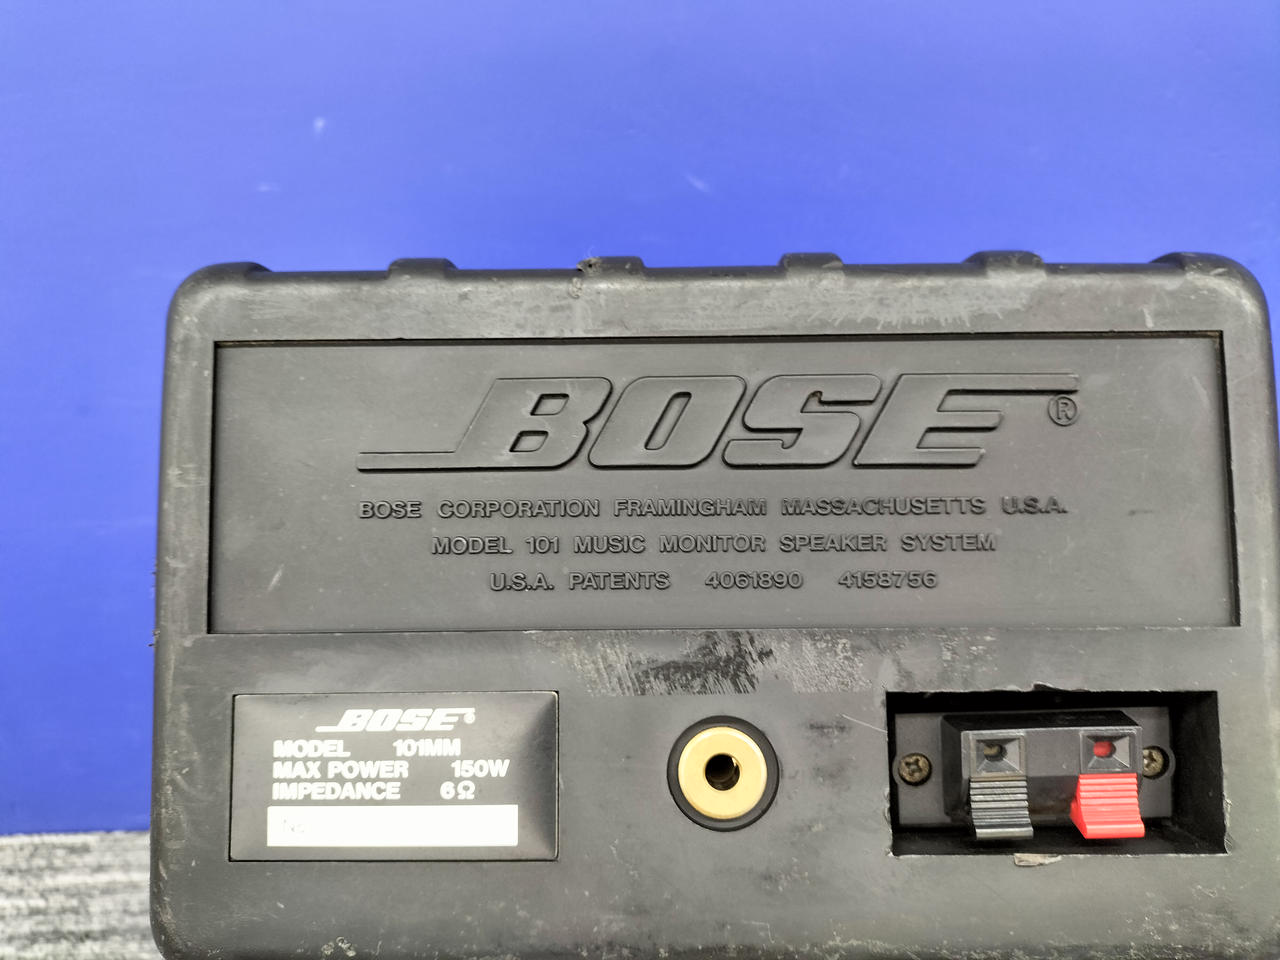 BOSE®
BOSE CORPORATION FRAMINGHAM MASSACHUSETTS U.S.A.
MODEL 101 MUSIC MONITOR SPEAKER SYSTEM
U.S.A. PATENTS 4061890 4158756
BOSE®
MODEL 101MM
MAX POWER 150W
IMPEDANCE 6Ω
No